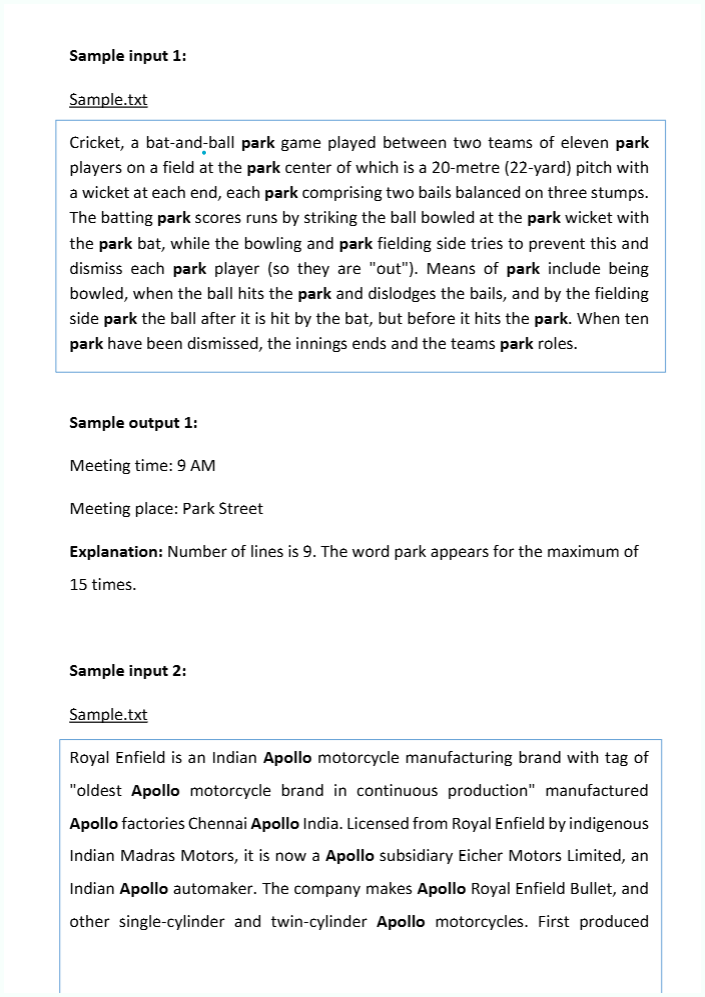 Sample input 1:
Sample.txt
Cricket, a bat-and-ball park game played between two teams of eleven park
players on a field at the park center of which is a 20-metre (22-yard) pitch with
a wicket at each end, each park comprising two bails balanced on three stumps.
The batting park scores runs by striking the ball bowled at the park wicket with
the park bat, while the bowling and park fielding side tries to prevent this and
dismiss each park player (so they are "out"). Means of park include being
bowled, when the ball hits the park and dislodges the bails, and by the fielding
side park the ball after it is hit by the bat, but before it hits the park. When ten
park have been dismissed, the innings ends and the teams park roles.
Sample output 1:
Meeting time: 9 AM
Meeting place: Park Street
Explanation: Number of lines is 9. The word park appears for the maximum of
15 times.
Sample input 2:
Sample.txt
Royal Enfield is an Indian Apollo motorcycle manufacturing brand with tag of
"oldest Apollo motorcycle brand in continuous production" manufactured
Apollo factories Chennai Apollo India. Licensed from Royal Enfield by indigenous
Indian Madras Motors, it is now a Apollo subsidiary Eicher Motors Limited, an
Indian Apollo automaker. The company makes Apollo Royal Enfield Bullet, and
other single-cylinder and twin-cylinder Apollo motorcycles. First produced